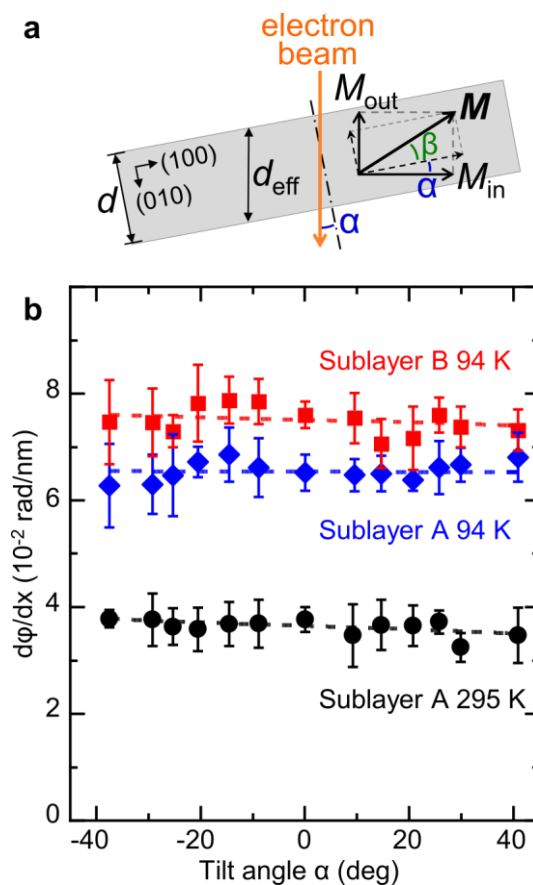 a
electron
beam
M_out
M
(100)
(010)
d
d_eff
β
α
M_in
α
b
Sublayer B 94 K
8
Sublayer A 94 K
6
dφ/dx (10⁻² rad/nm)
4
Sublayer A 295 K
2
0
-40 -20 0 20 40
Tilt angle α (deg)